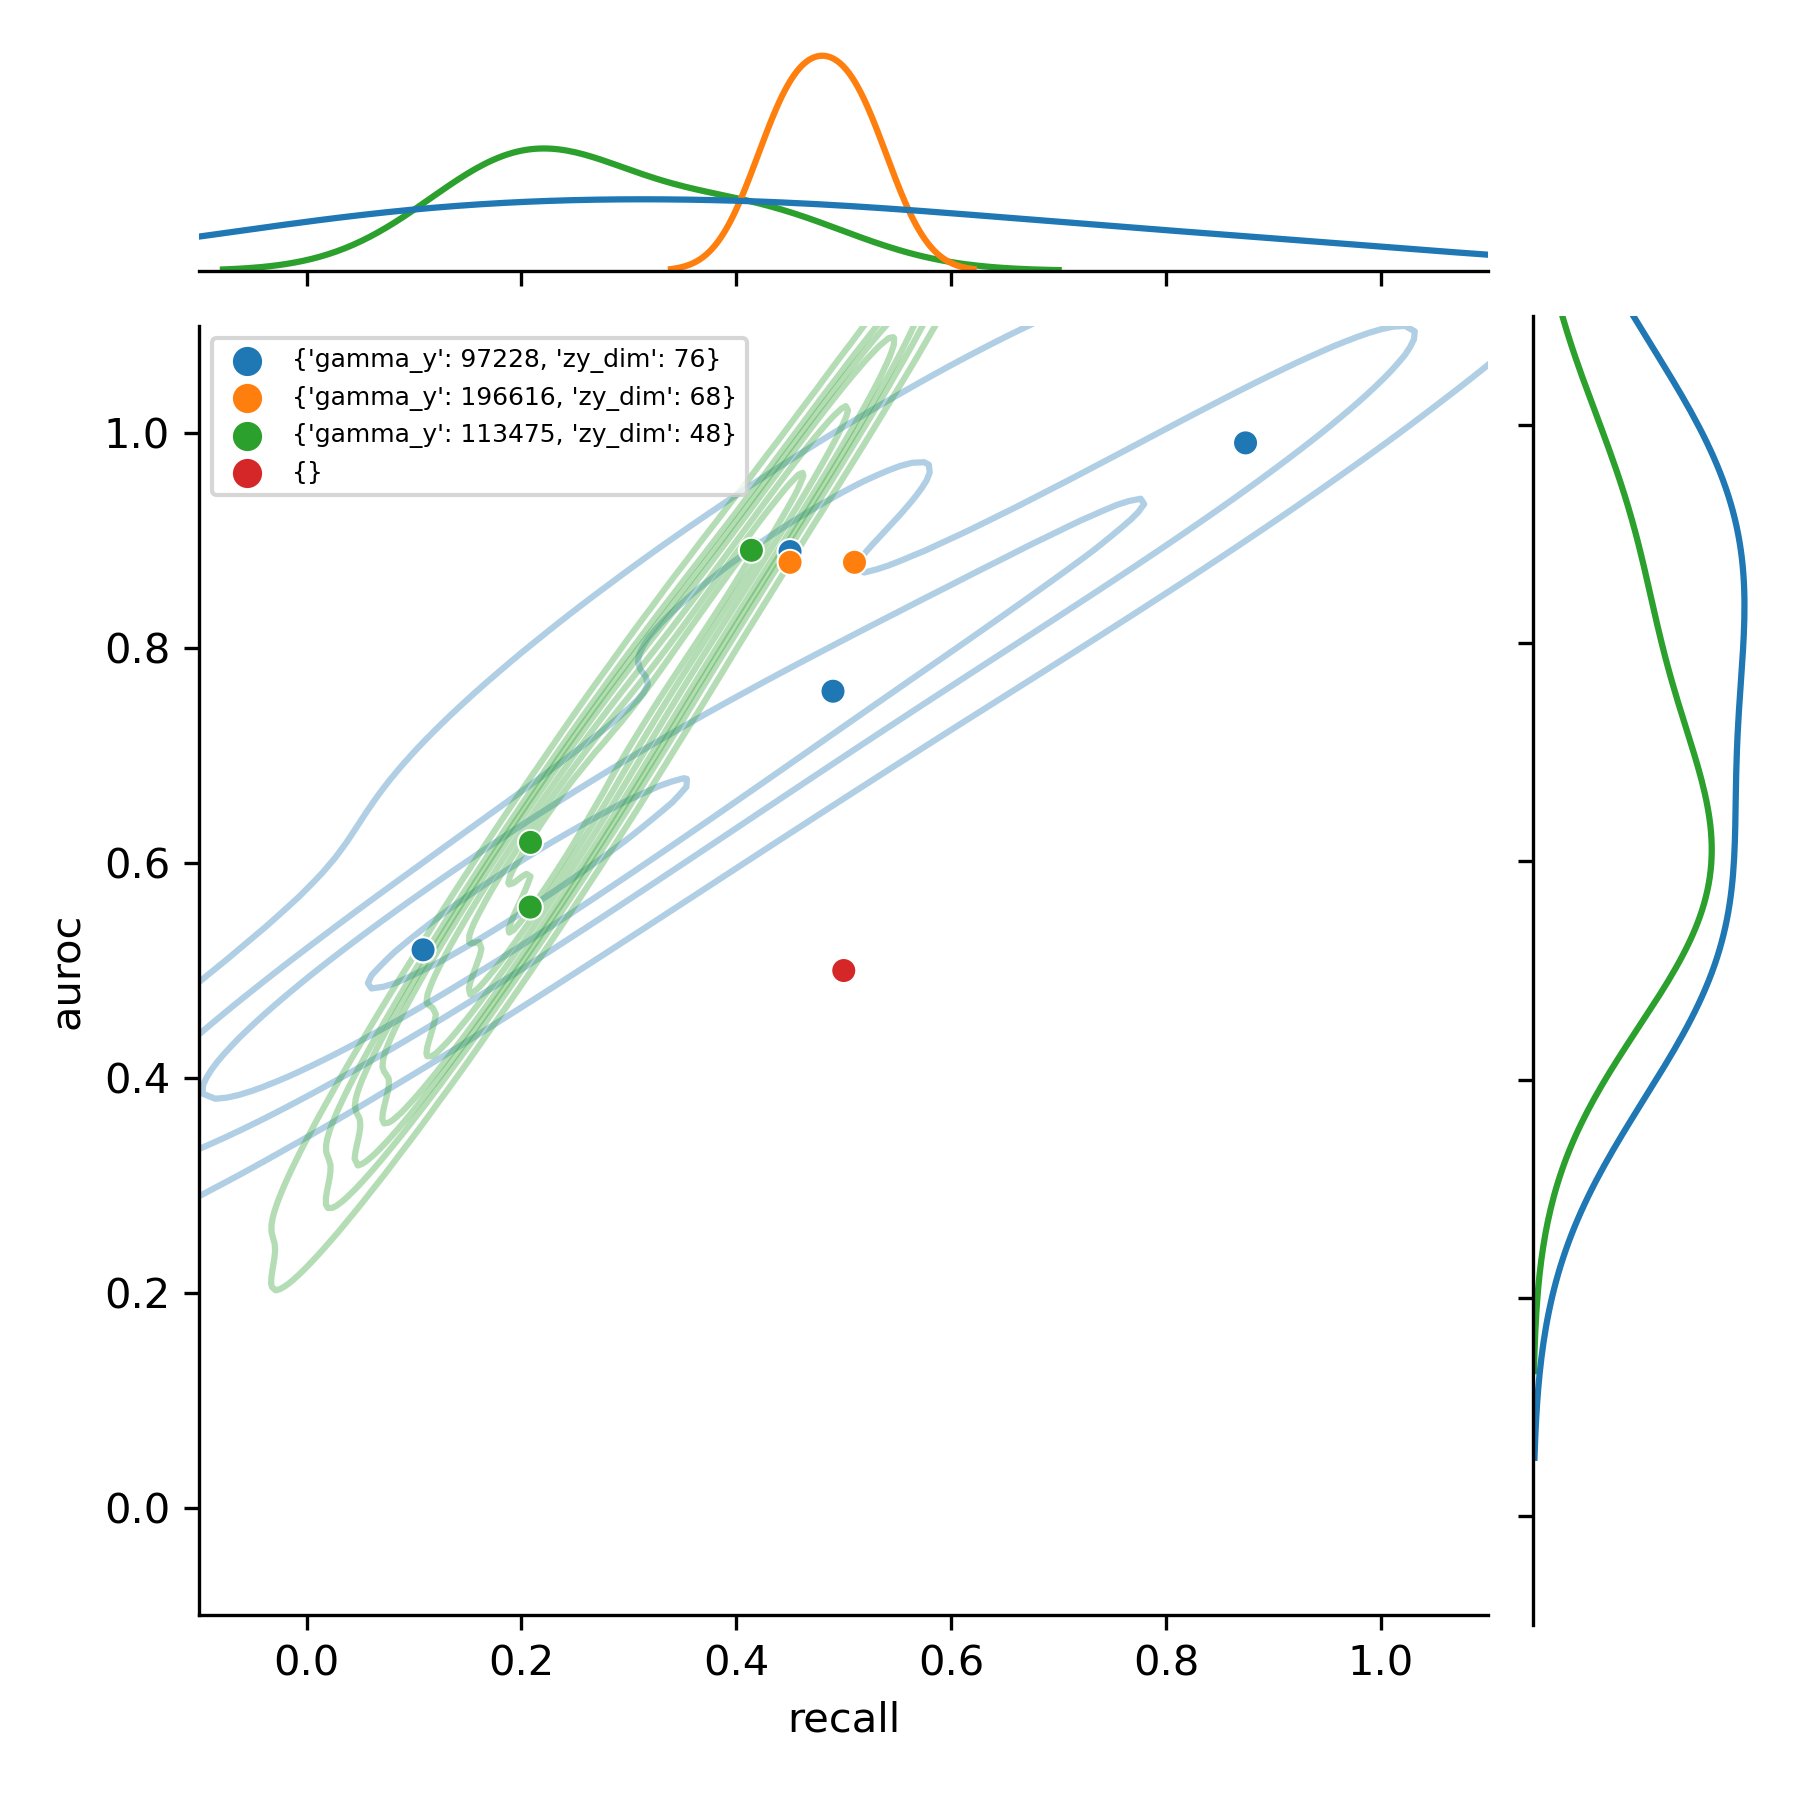 {'gamma_y': 97228, 'zy_dim': 76}
{'gamma_y': 196616, 'zy_dim': 68}
{'gamma_y': 113475, 'zy_dim': 48}
{}
1.0
0.8
0.6
0.4
0.2
0.0
auroc
0.0 0.2 0.4 0.6 0.8 1.0
recall